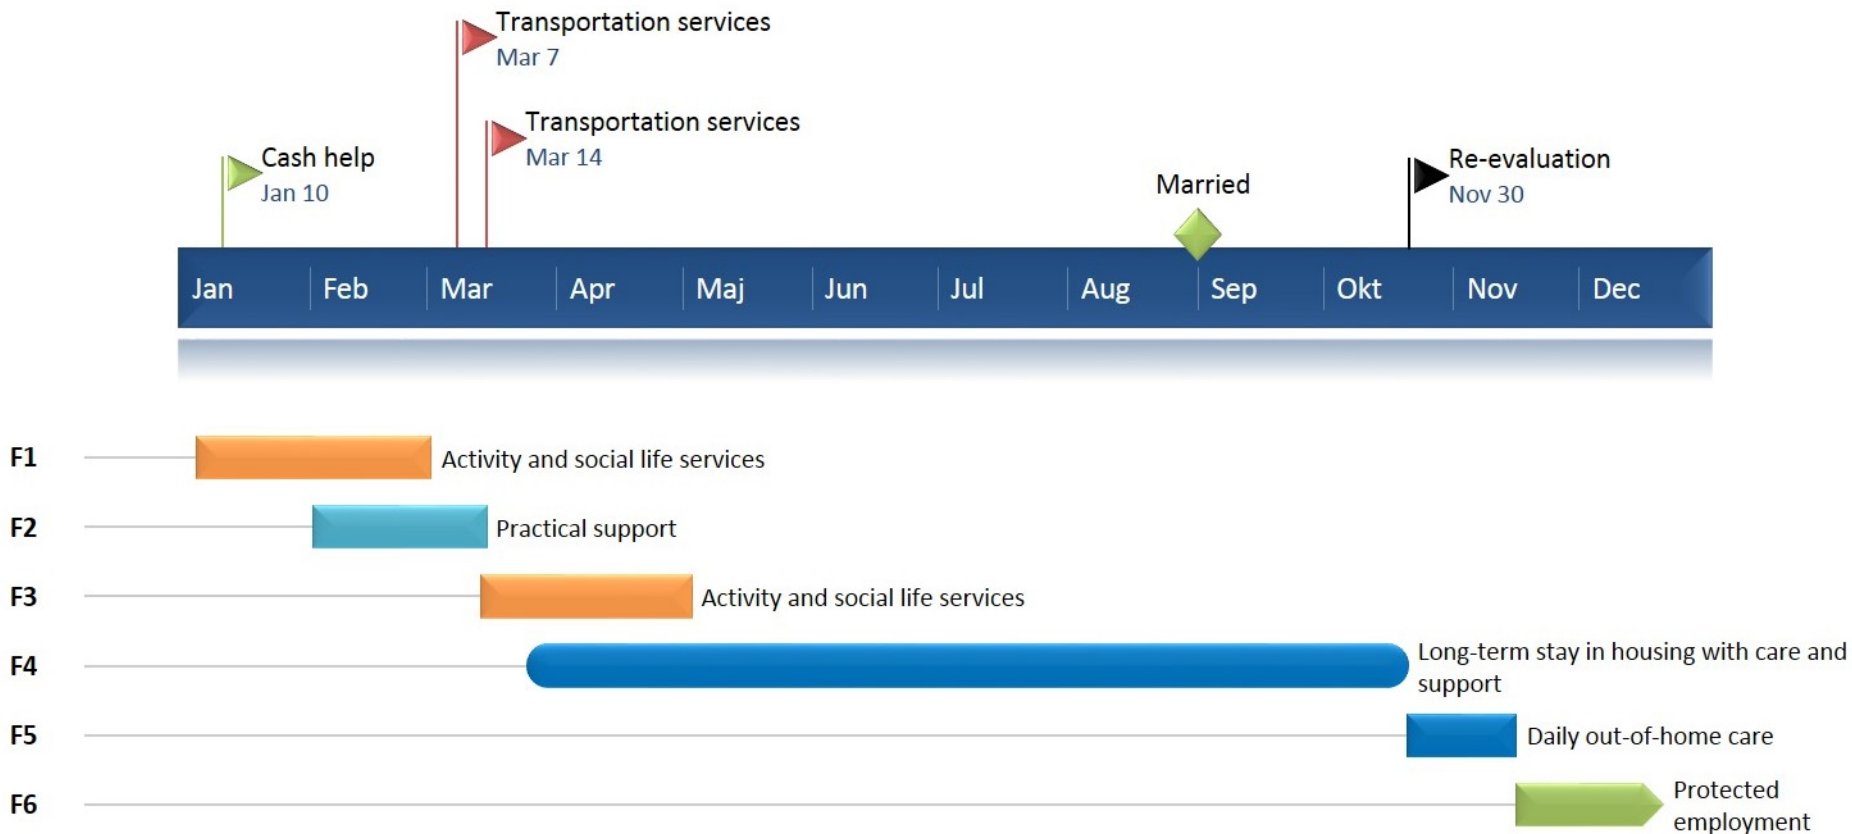 Transportation services
Mar 7
Transportation services
Mar 14
Cash help
Jan 10
Married
Re-evaluation
Nov 30
Jan Feb Mar Apr Maj Jun Jul Aug Sep Okt Nov Dec
F1 Activity and social life services
F2 Practical support
F3 Activity and social life services
F4 Long-term stay in housing with care and
support
F5 Daily out-of-home care
F6 Protected
employment